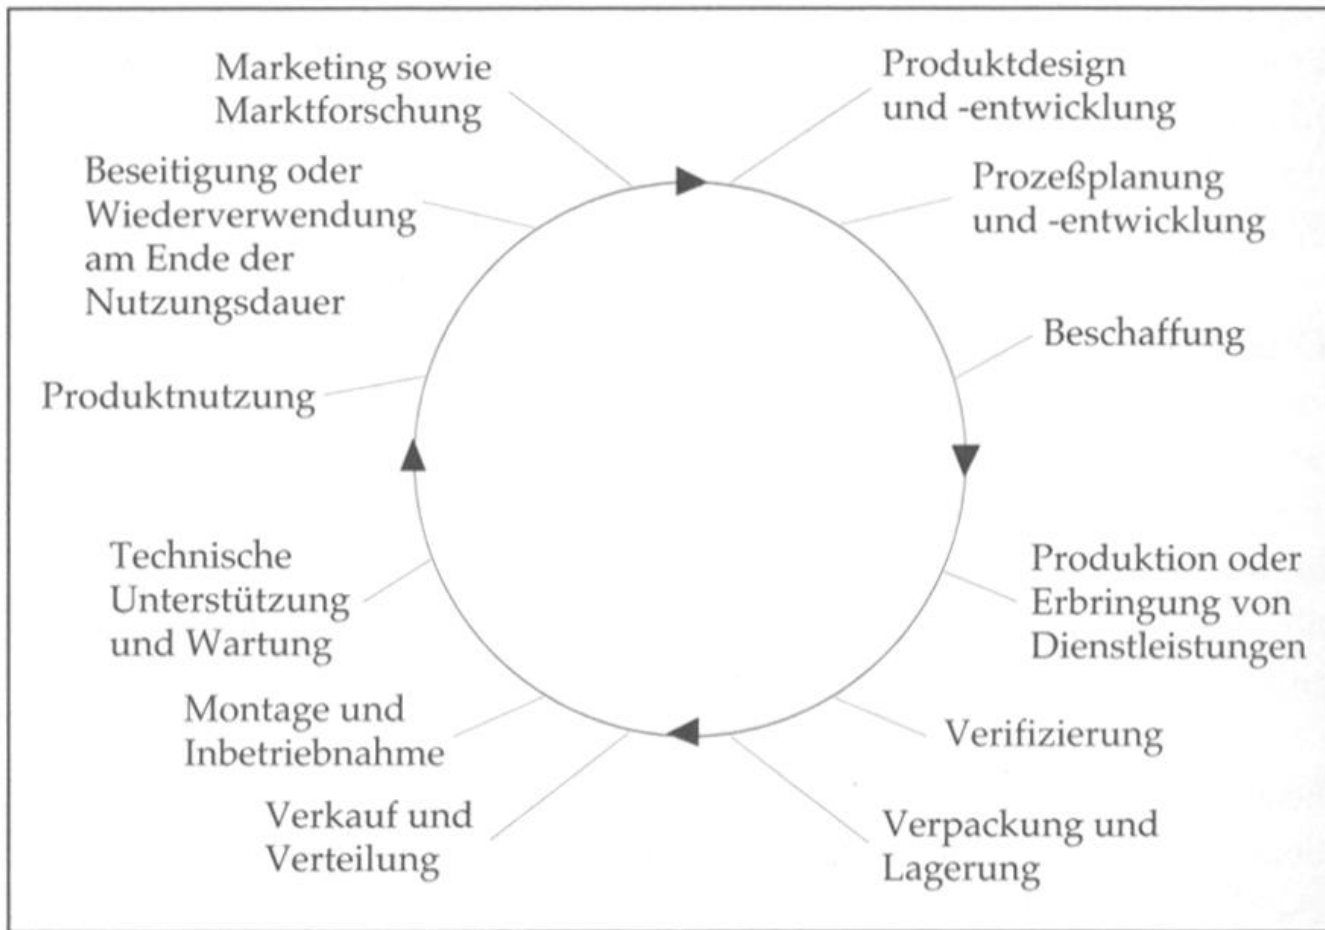 Marketing sowie
Marktforschung
Produktdesign
und -entwicklung
Prozeßplanung
und -entwicklung
Beschaffung
Produktion oder
Erbringung von
Dienstleistungen
Verifizierung
Verpackung und
Lagerung
Verkauf und
Verteilung
Montage und
Inbetriebnahme
Technische
Unterstützung
und Wartung
Produktnutzung
Beseitigung oder
Wiederverwendung
am Ende der
Nutzungsdauer